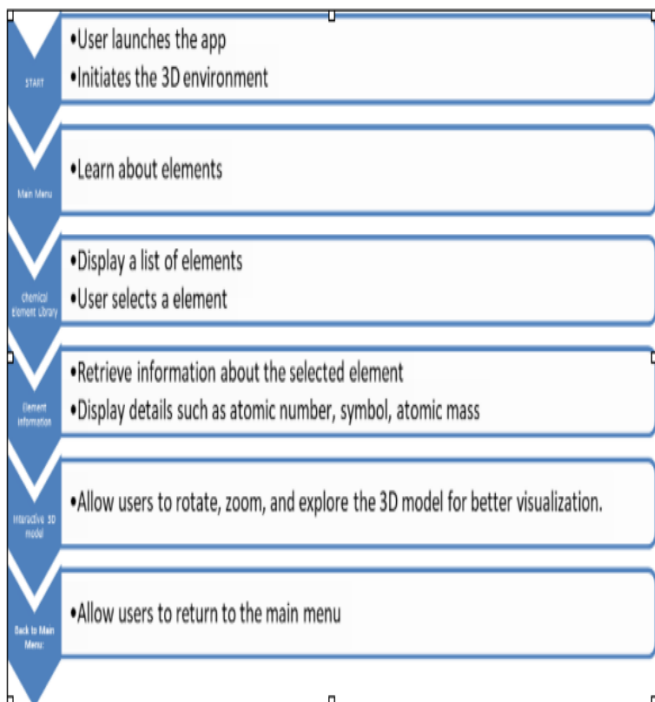 START
•User launches the app
•Initiates the 3D environment
Main Menu
•Learn about elements
Chemical
Element Library
•Display a list of elements
•User selects a element
Element
Information
•Retrieve information about the selected element
•Display details such as atomic number, symbol, atomic mass
Interactive 3D
model
•Allow users to rotate, zoom, and explore the 3D model for better visualization.
Back to Main
Menu:
•Allow users to return to the main menu